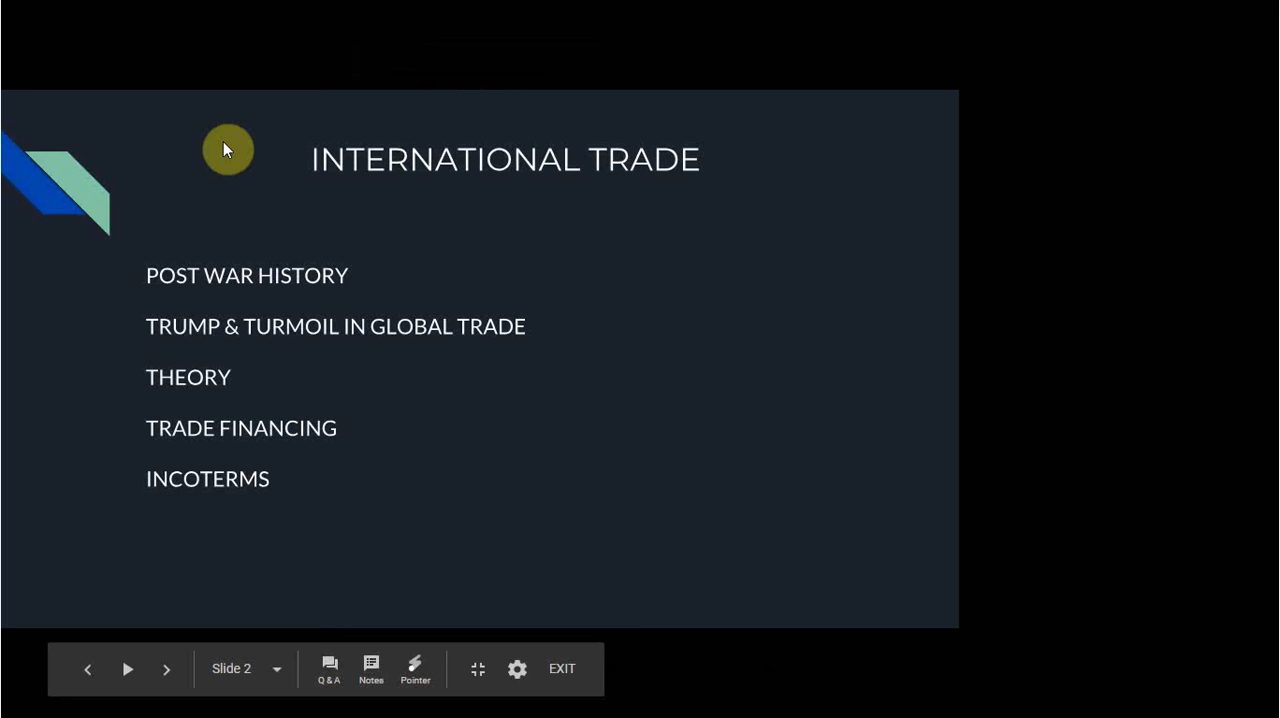 INTERNATIONAL TRADE
POST WAR HISTORY
TRUMP & TURMOIL IN GLOBAL TRADE
THEORY
TRADE FINANCING
INCOTERMS
Slide 2
Q & A
Notes
Pointer
EXIT